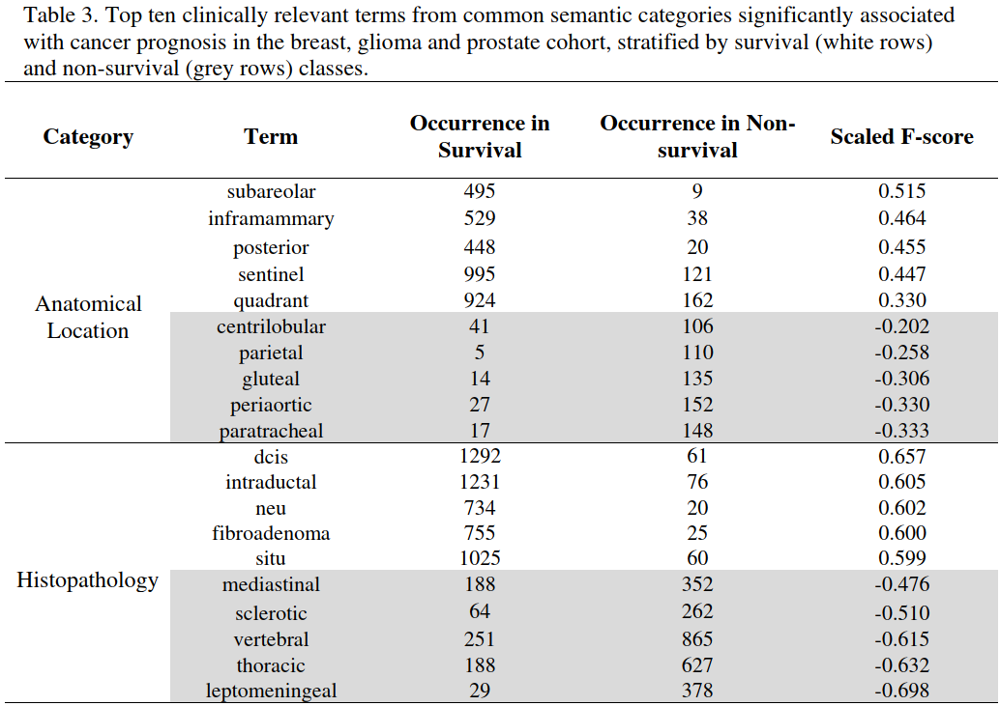 Table 3. Top ten clinically relevant terms from common semantic categories significantly associated
with cancer prognosis in the breast, glioma and prostate cohort, stratified by survival (white rows)
and non-survival (grey rows) classes.
Category Term Occurrence in Survival Occurrence in Non-survival Scaled F-score
Anatomical Location
subareolar 495 9 0.515
inframammary 529 38 0.464
posterior 448 20 0.455
sentinel 995 121 0.447
quadrant 924 162 0.330
centrilobular 41 106 -0.202
parietal 5 110 -0.258
gluteal 14 135 -0.306
periaortic 27 152 -0.330
paratracheal 17 148 -0.333
Histopathology
dcis 1292 61 0.657
intraductal 1231 76 0.605
neu 734 20 0.602
fibroadenoma 755 25 0.600
situ 1025 60 0.599
mediastinal 188 352 -0.476
sclerotic 64 262 -0.510
vertebral 251 865 -0.615
thoracic 188 627 -0.632
leptomeningeal 29 378 -0.698